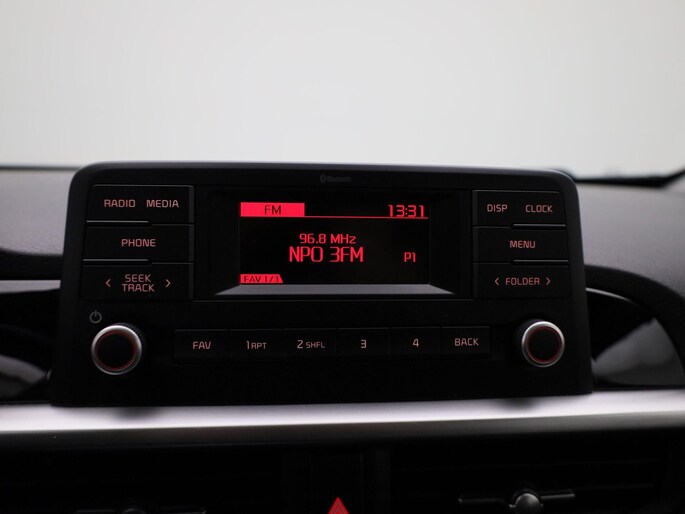 Bluetooth
RADIO MEDIA
PHONE
< SEEK TRACK >
FM 13:31
96.8 MHz
NPO 3FM P1
FAV 1/1
DISP CLOCK
MENU
< FOLDER >
FAV 1 RPT 2 SHFL 3 4 BACK